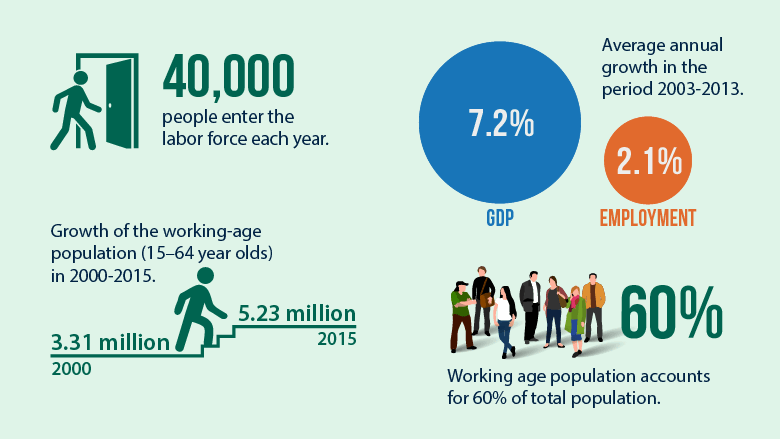 40,000
people enter the
labor force each year.
Average annual
growth in the
period 2003-2013.
7.2%
2.1%
GDP
EMPLOYMENT
Growth of the working-age
population (15–64 year olds)
in 2000-2015.
3.31 million
2000
5.23 million
2015
60%
Working age population accounts
for 60% of total population.